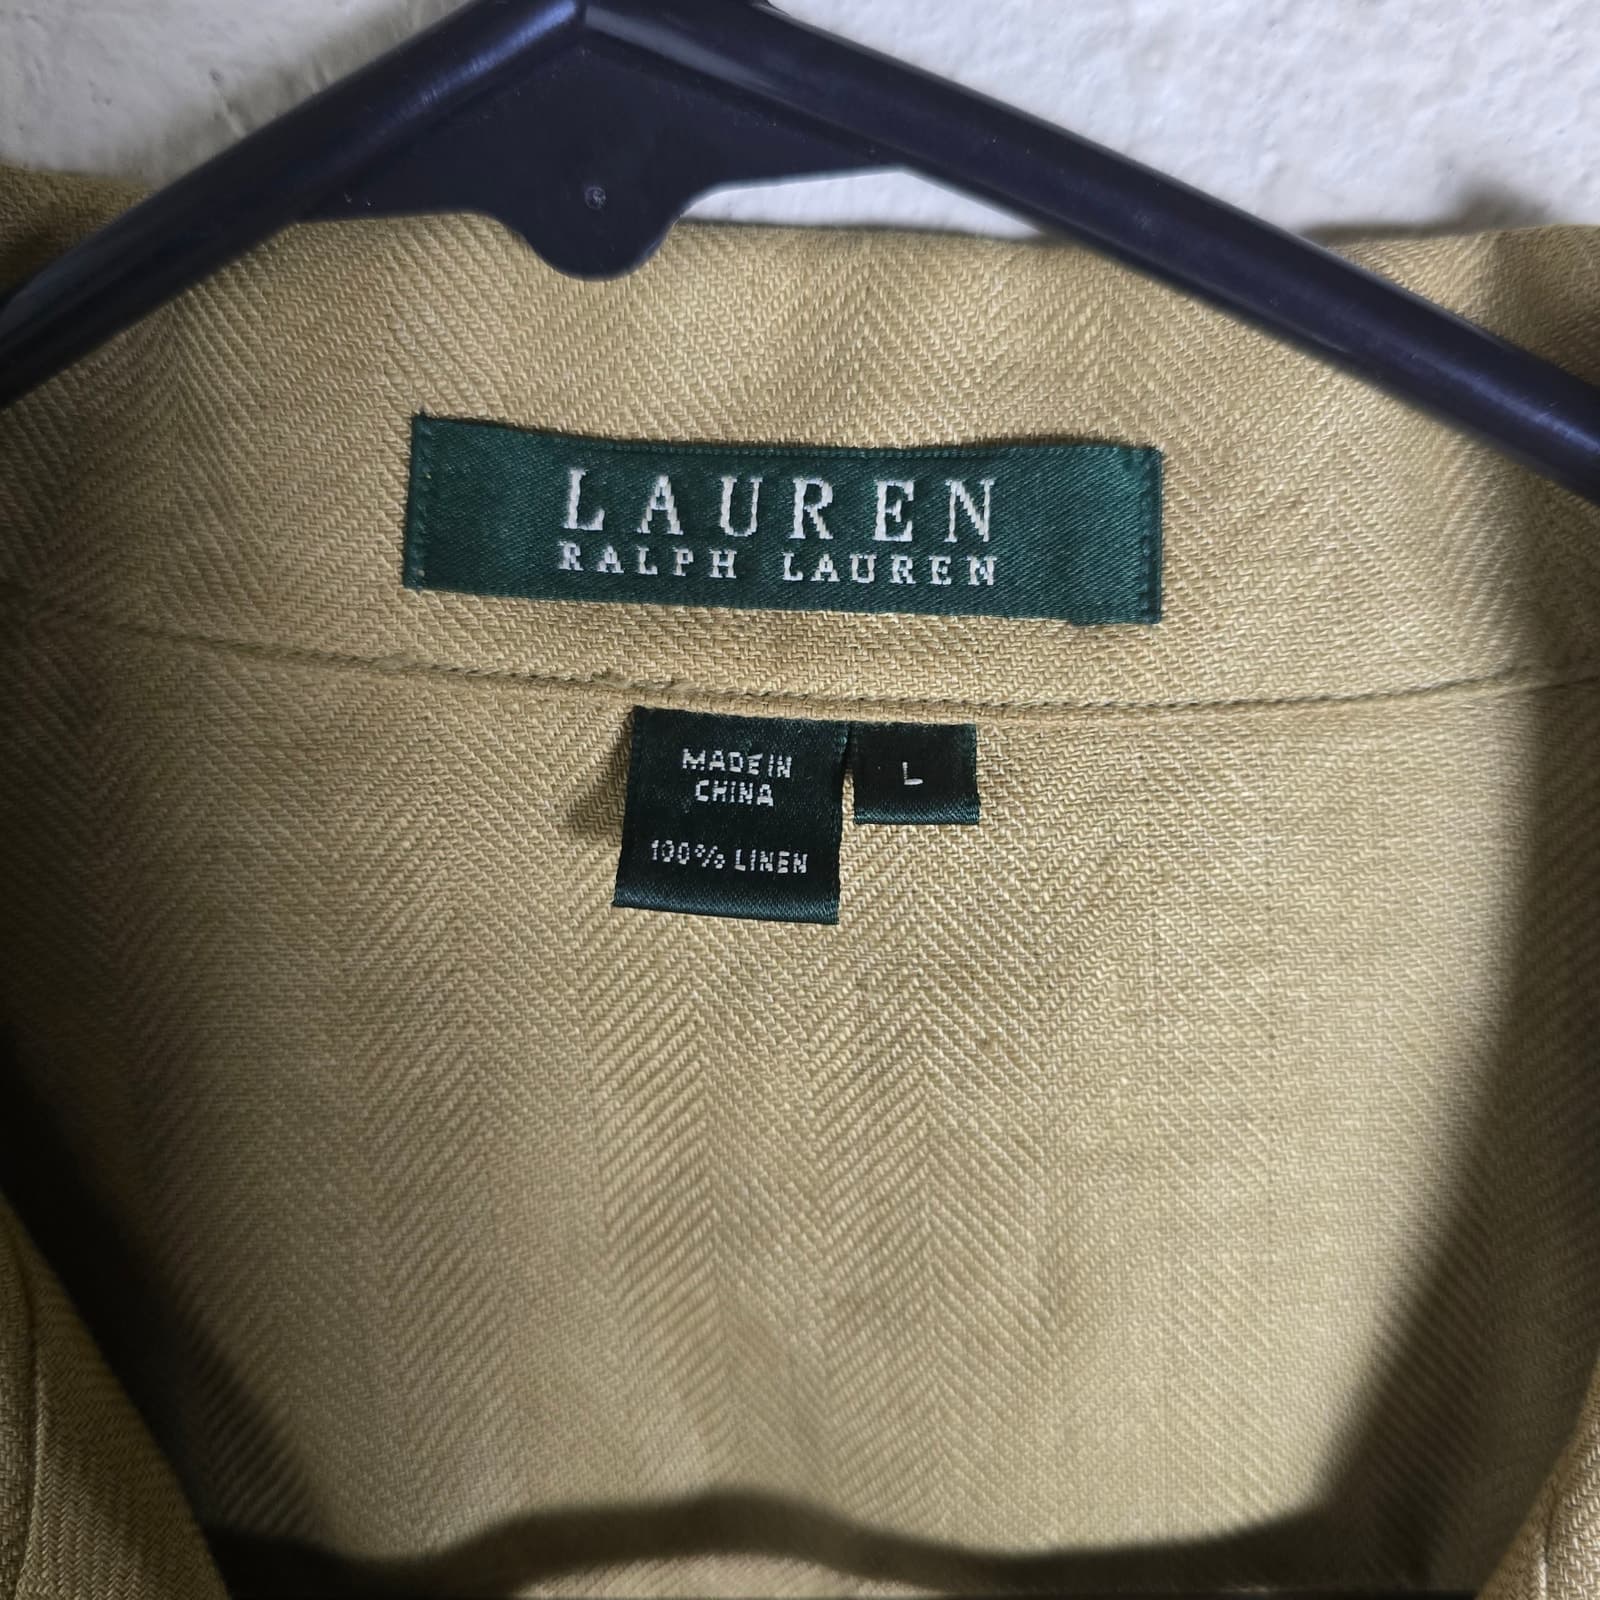 LAUREN
RALPH LAUREN
MADE IN
CHINA
100% LINEN
L